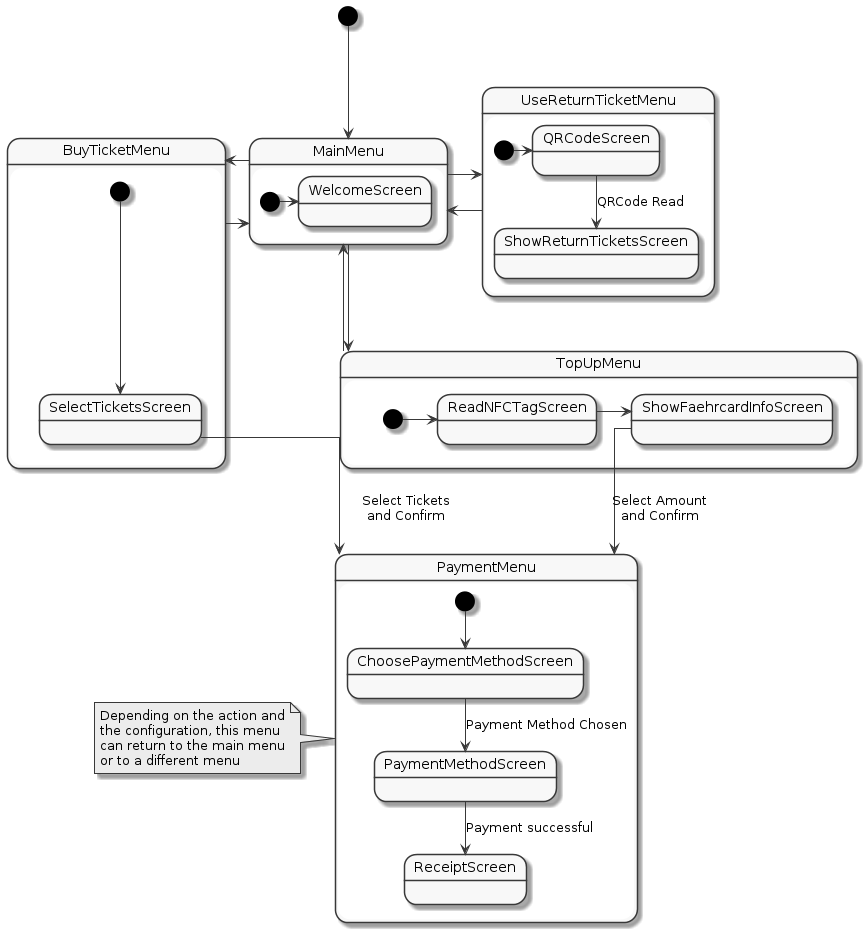 UseReturnTicketMenu
QRCodeScreen
QRCode Read
ShowReturnTicketsScreen
BuyTicketMenu
SelectTicketsScreen
MainMenu
WelcomeScreen
TopUpMenu
ReadNFCTagScreen
ShowFaehrcardInfoScreen
Select Tickets
and Confirm
Select Amount
and Confirm
PaymentMenu
ChoosePaymentMethodScreen
Payment Method Chosen
PaymentMethodScreen
Payment successful
ReceiptScreen
Depending on the action and
the configuration, this menu
can return to the main menu
or to a different menu